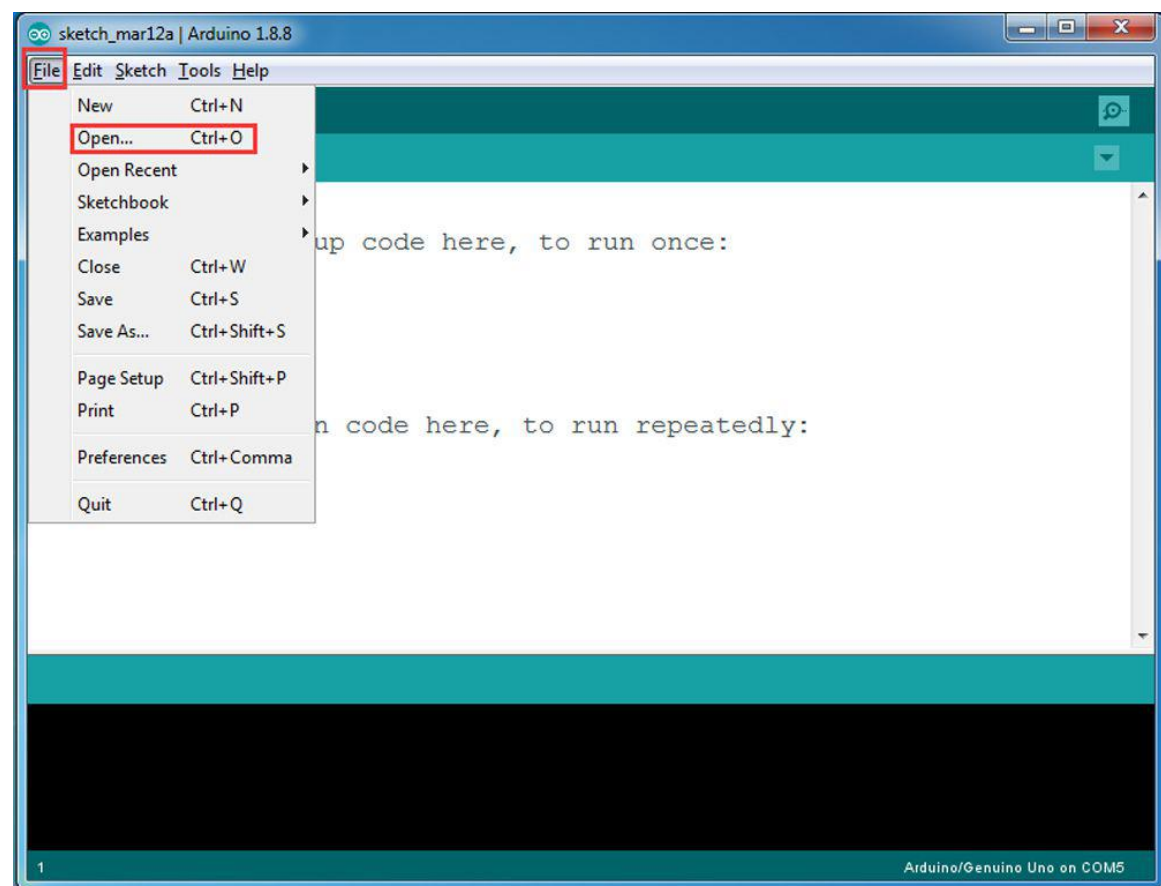 sketch_mar12a | Arduino 1.8.8
File Edit Sketch Tools Help
New Ctrl+N
Open... Ctrl+O
Open Recent
Sketchbook
Examples
up code here, to run once:
Close Ctrl+W
Save Ctrl+S
Save As... Ctrl+Shift+S
Page Setup Ctrl+Shift+P
Print Ctrl+P
n code here, to run repeatedly:
Preferences Ctrl+Comma
Quit Ctrl+Q
1 Arduino/Genuino Uno on COM5